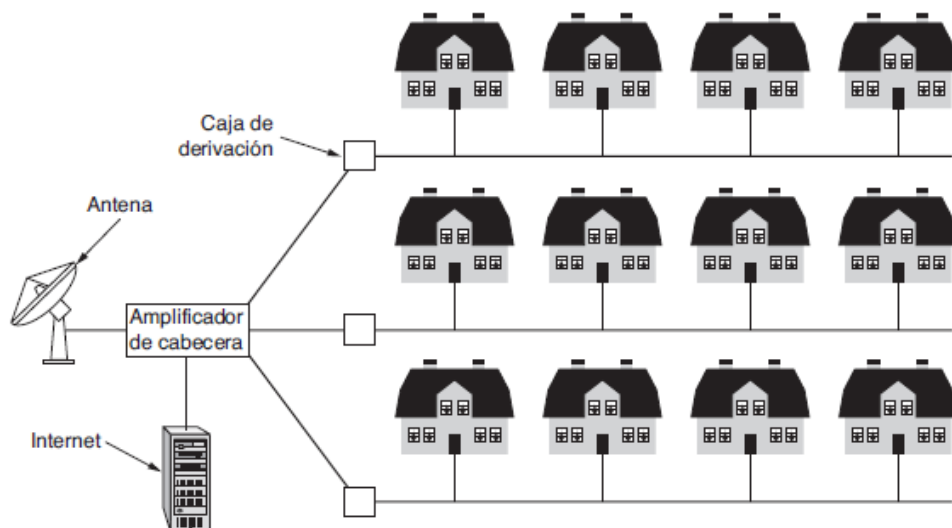 Caja de
derivación
Antena
Amplificador
de cabecera
Internet